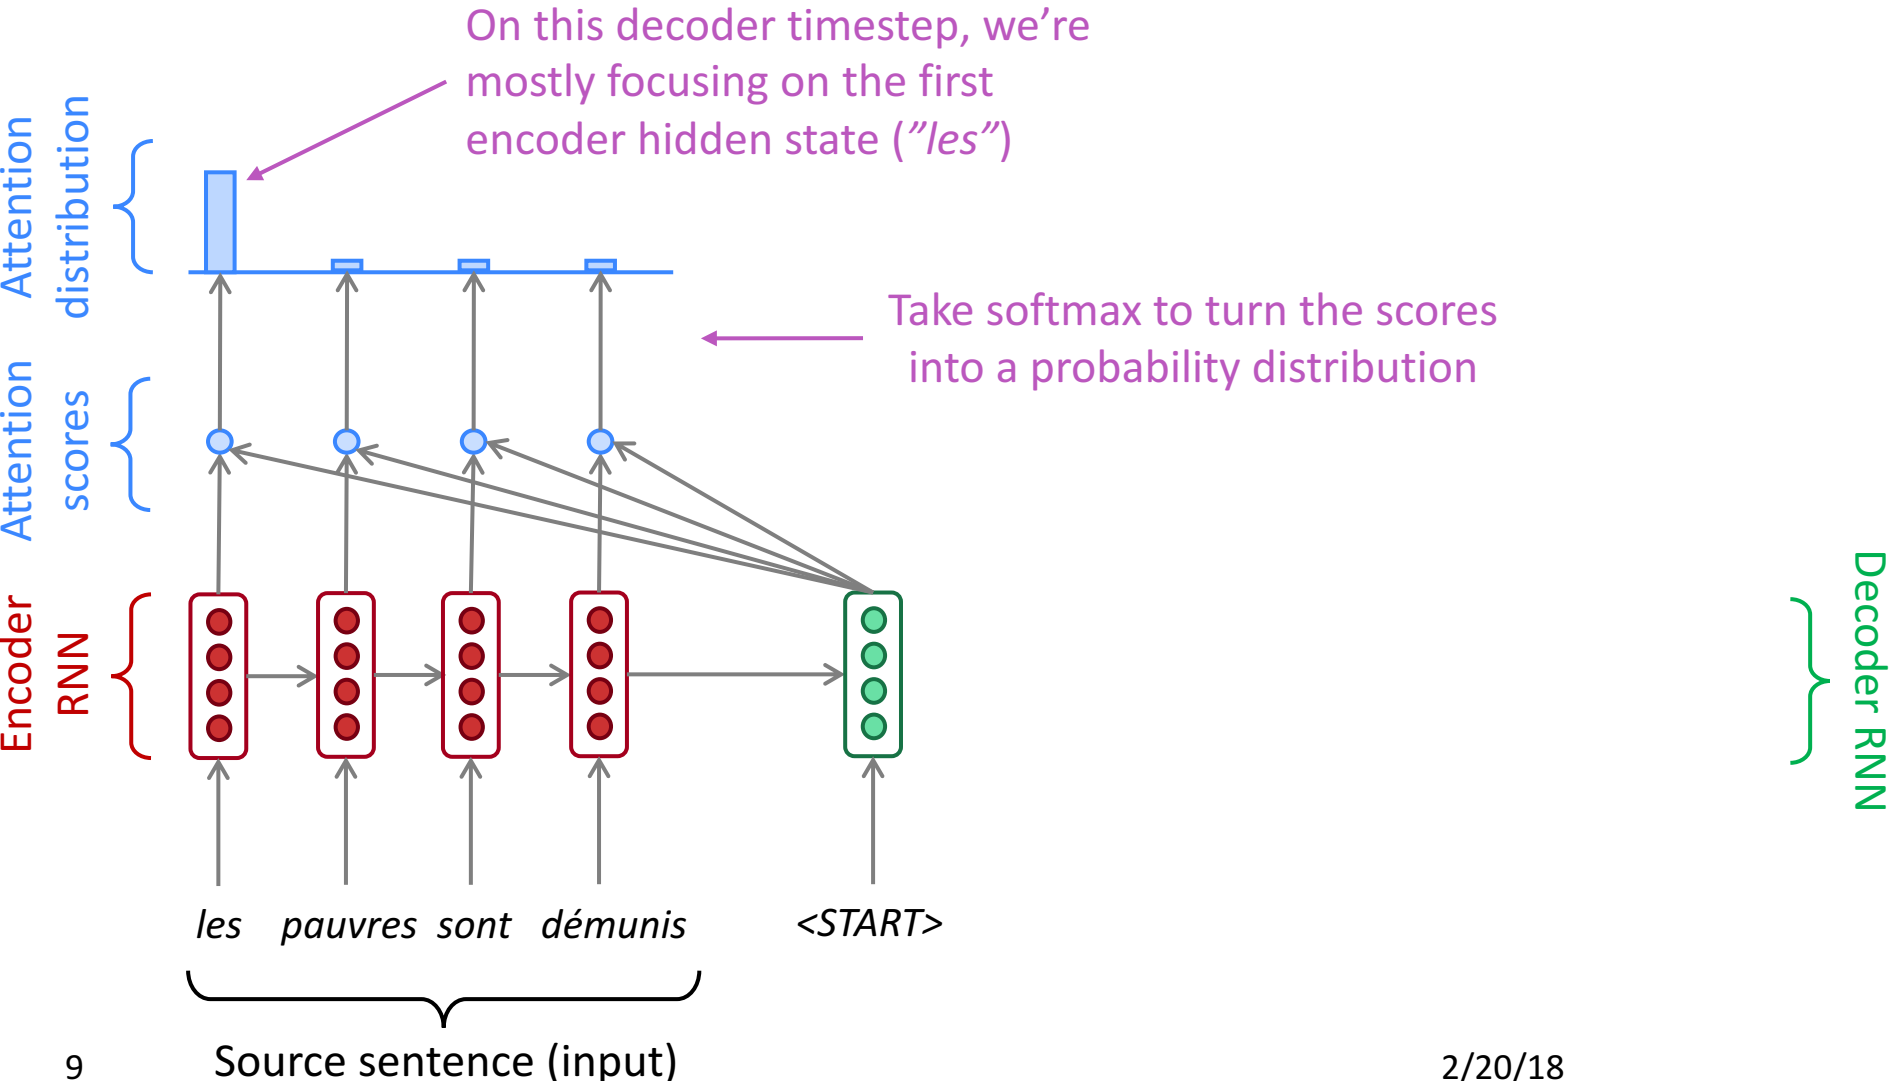 On this decoder timestep, we’re
mostly focusing on the first
encoder hidden state (”les”)
Attention
distribution
Take softmax to turn the scores
into a probability distribution
Attention
scores
Encoder
RNN
Decoder RNN
les pauvres sont démunis <START>
Source sentence (input)
9
2/20/18